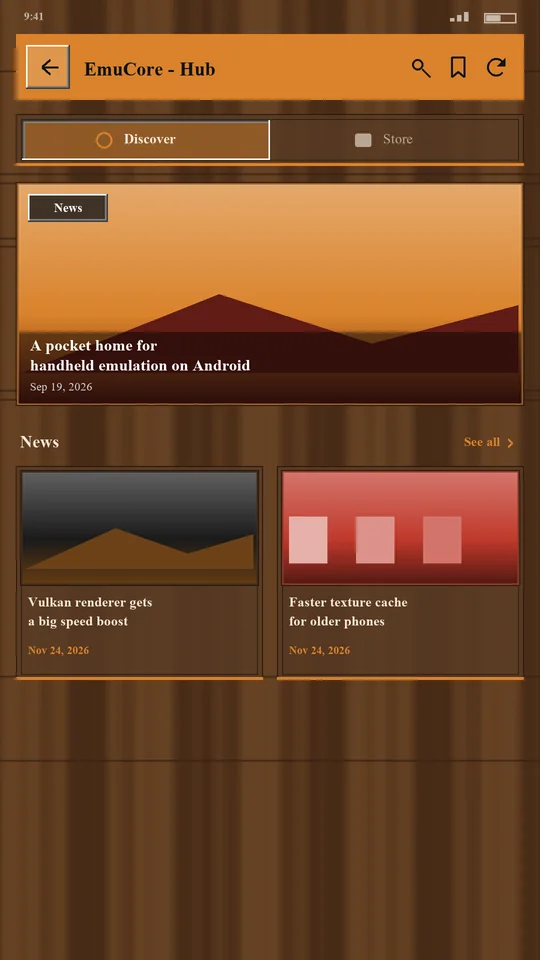 9:41
EmuCore - Hub
Discover
Store
News
A pocket home for
handheld emulation on Android
Sep 19, 2026
News
See all
Vulkan renderer gets
a big speed boost
Nov 24, 2026
Faster texture cache
for older phones
Nov 24, 2026